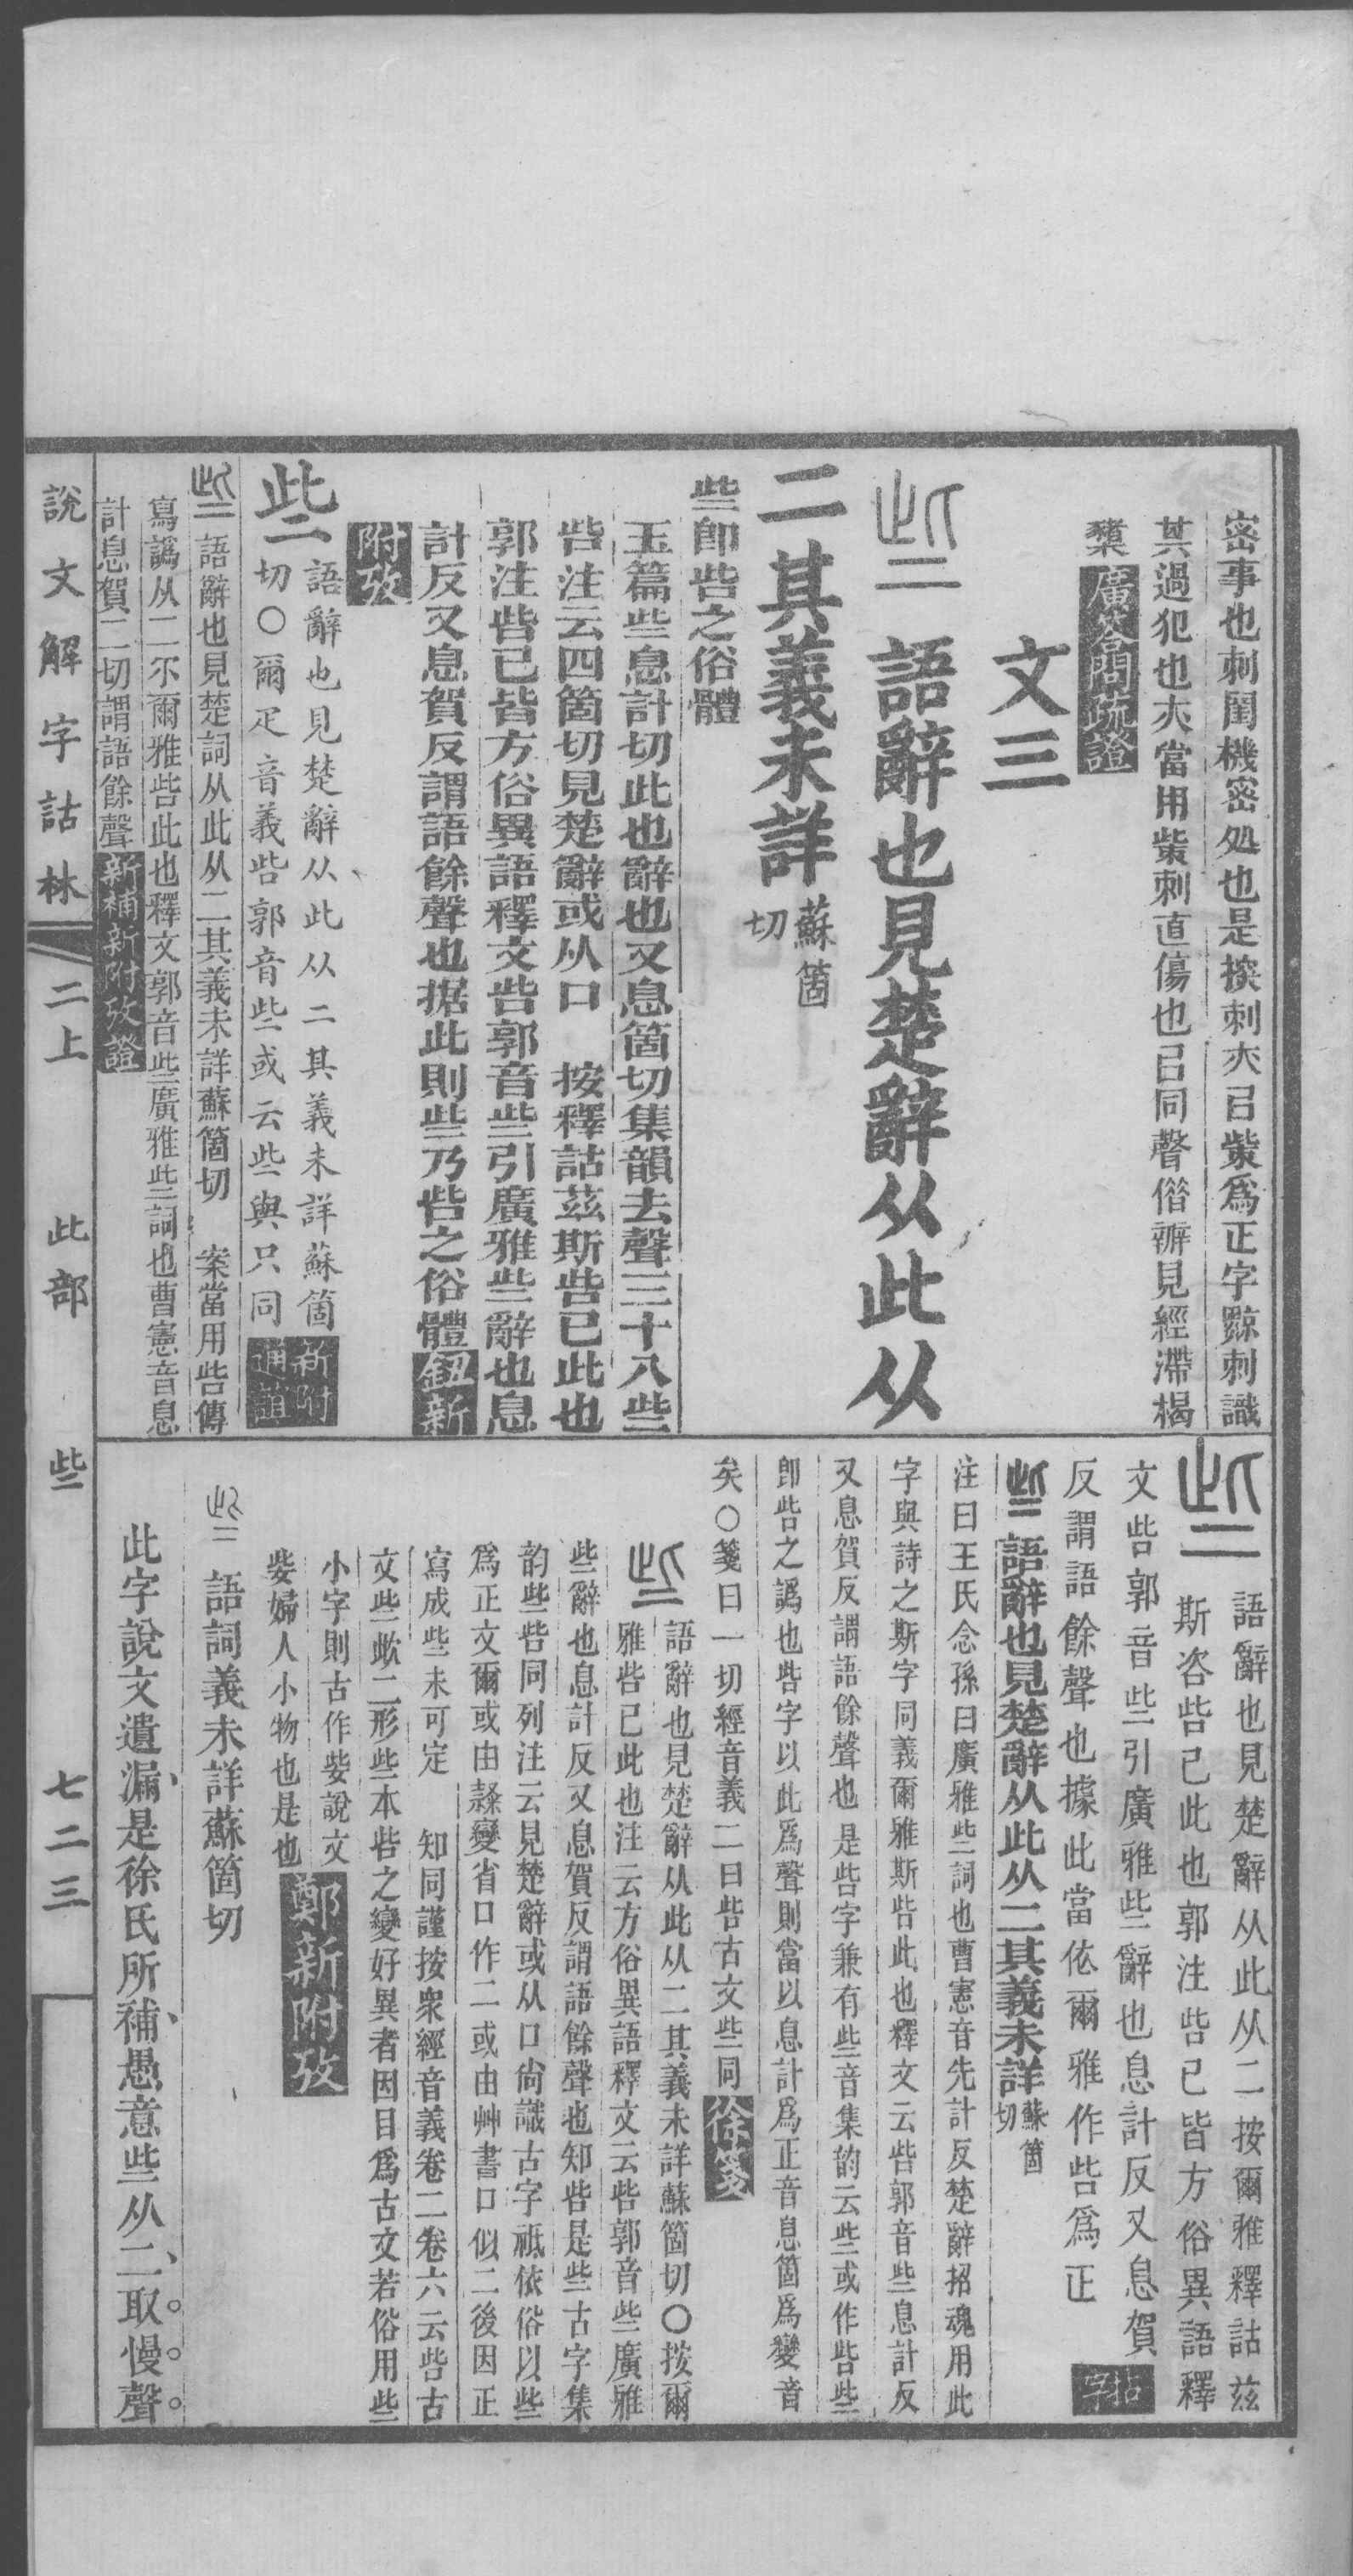 密事也刺閨機密処也是𢮦刺亣㠯㭰爲正字黥刺識
其過犯也亣當用㭰刺直傷也㠯同聲偺辧見經滯楬
櫫 廣荅問疏證
文三
些 語辭也見楚辭从此从
二其義未詳 蘇箇切
些卽呰之俗體
玉篇些息計切此也辭也又息箇切集韻去聲三十八些
呰注云四箇切見楚辭或从口 按釋詁茲斯呰已此也
郭注呰已皆方俗異語釋文呰郭音些引廣雅些辭也息
計反又息賀反謂語餘聲也据此則些乃呰之俗體 鈕新
附攷
些 語辭也見楚辭从此从二其義未詳蘇箇
切〇爾疋音義呰郭音些或云些與只同 新附通誼
些 語辭也見楚詞从此从二其義未詳蘇箇切 案當用呰傳
寫譌从二尒爾雅呰此也釋文郭音些廣雅些詞也曹憲音息
計息賀二切謂語餘聲 新補新附攷證
些 語辭也見楚辭从此从二按爾雅釋詁茲
斯咨呰已此也郭注呰已皆方俗異語釋
文呰郭音些引廣雅些辭也息計反又息賀
反謂語餘聲也據此當依爾雅作呰爲正 拈字
些 語辭也見楚辭从此从二其義未詳 蘇箇切
注曰王氏念孫曰廣雅些詞也曹憲音先計反楚辭招魂用此
字與詩之斯字同義爾雅斯呰此也釋文云呰郭音些息計反
又息賀反謂語餘聲也是呰字兼有些音集韵云些或作呰些
卽呰之譌也呰字以此爲聲則當以息計爲正音息箇爲變音
矣〇箋曰一切經音義二曰呰古文些同 徐箋
些 語辭也見楚辭从此从二其義未詳蘇箇切〇按爾
雅呰已此也注云方俗異語釋文云呰郭音些廣雅
些辭也息計反又息賀反謂語餘聲也知呰是些古字集
韵些呰同列注云見楚辭或从口尙識古字祗依俗以些
爲正文爾或由隸變省口作二或由艸書口似二後因正
寫成些未可定 知同謹按衆經音義卷二卷六云呰古
文些㱔二形些本呰之變好異者因目爲古文若俗用些
小字則古作㜘說文
㜘婦人小物也是也 鄭新附攷
些 語詞義未詳蘇箇切
此字說文遺漏是徐氏所補愚意些从二取慢聲
說文解字詁林 二上 此部 些 七二三